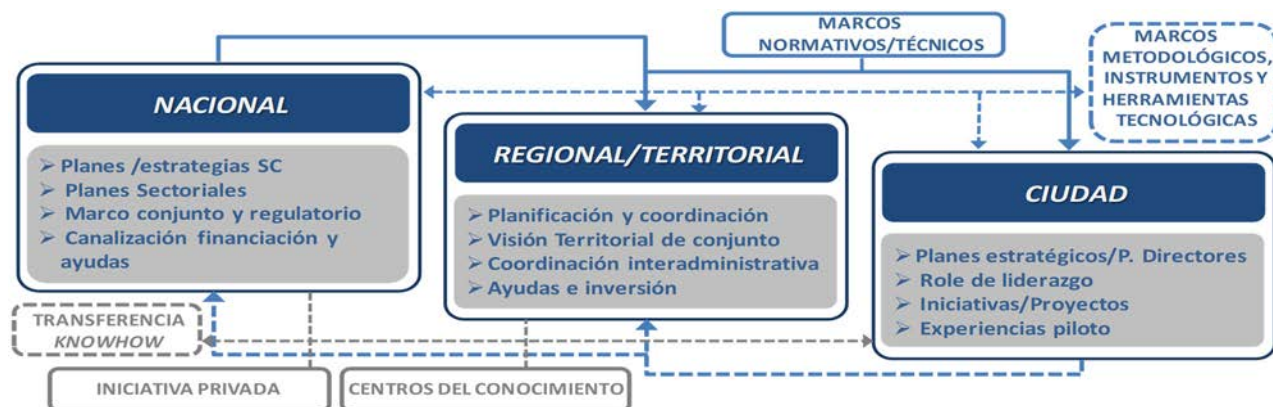 MARCOS
NORMATIVOS/TÉCNICOS
MARCOS
METODOLÓGICOS,
INSTRUMENTOS Y
HERRAMIENTAS
TECNOLÓGICAS
NACIONAL
➢ Planes /estrategias SC
➢ Planes Sectoriales
➢ Marco conjunto y regulatorio
➢ Canalización financiación y
ayudas
REGIONAL/TERRITORIAL
➢ Planificación y coordinación
➢ Visión Territorial de conjunto
➢ Coordinación interadministrativa
➢ Ayudas e inversión
CIUDAD
➢ Planes estratégicos/P. Directores
➢ Role de liderazgo
➢ Iniciativas/Proyectos
➢ Experiencias piloto
TRANSFERENCIA
KNOWHOW
INICIATIVA PRIVADA
CENTROS DEL CONOCIMIENTO